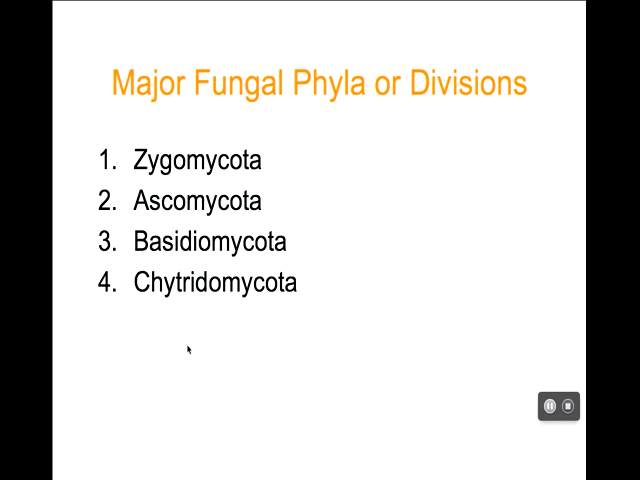 Major Fungal Phyla or Divisions
1. Zygomycota
2. Ascomycota
3. Basidiomycota
4. Chytridomycota